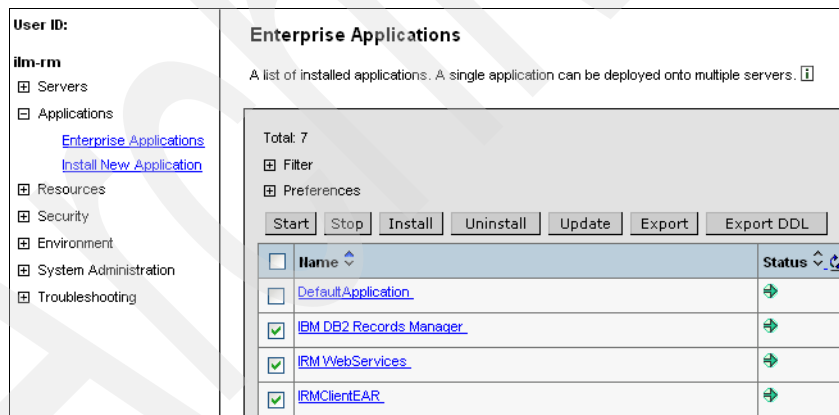 User ID:
ilm-rm
Servers
Applications
Enterprise Applications
Install New Application
Resources
Security
Environment
System Administration
Troubleshooting
Enterprise Applications
A list of installed applications. A single application can be deployed onto multiple servers. i
Total: 7
Filter
Preferences
Start Stop Install Uninstall Update Export Export DDL
Name Status
DefaultApplication
IBM DB2 Records Manager
IRM WebServices
IRMClientEAR